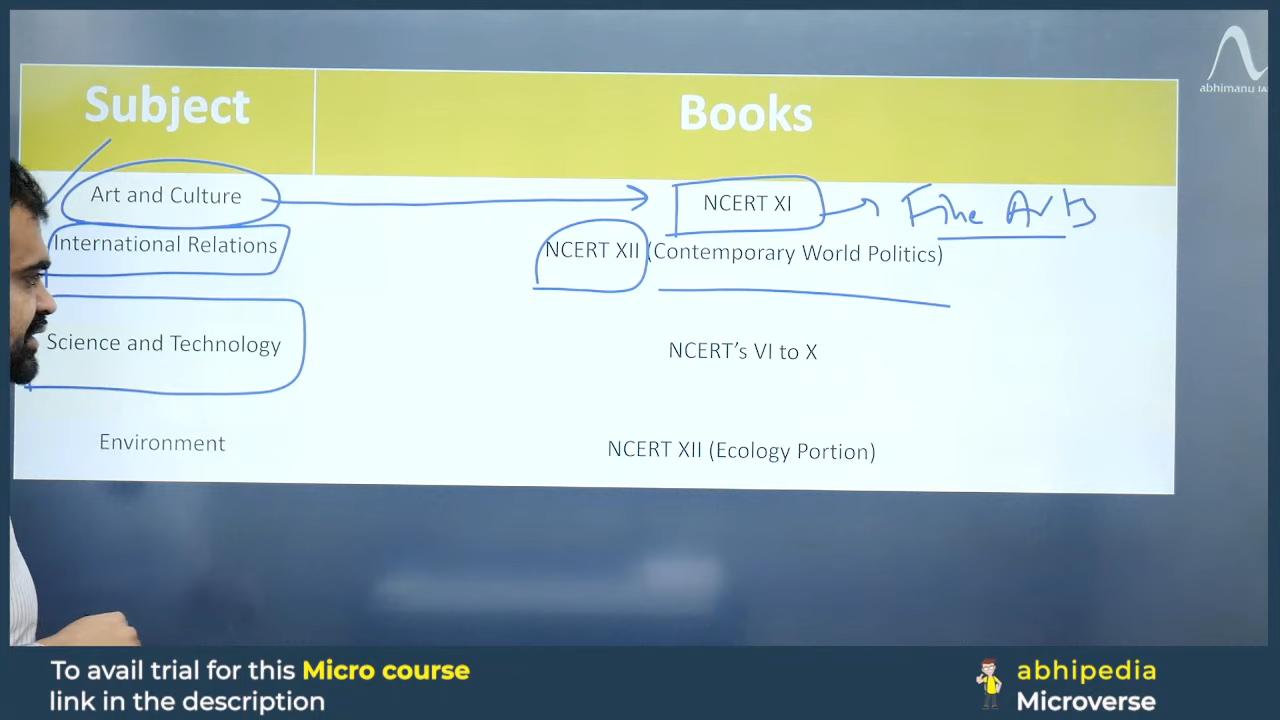 abhimanu IA
Subject Books
Art and Culture NCERT XI Fine Arts
International Relations NCERT XII (Contemporary World Politics)
Science and Technology NCERT's VI to X
Environment NCERT XII (Ecology Portion)
To avail trial for this Micro course
link in the description
abhipedia
Microverse